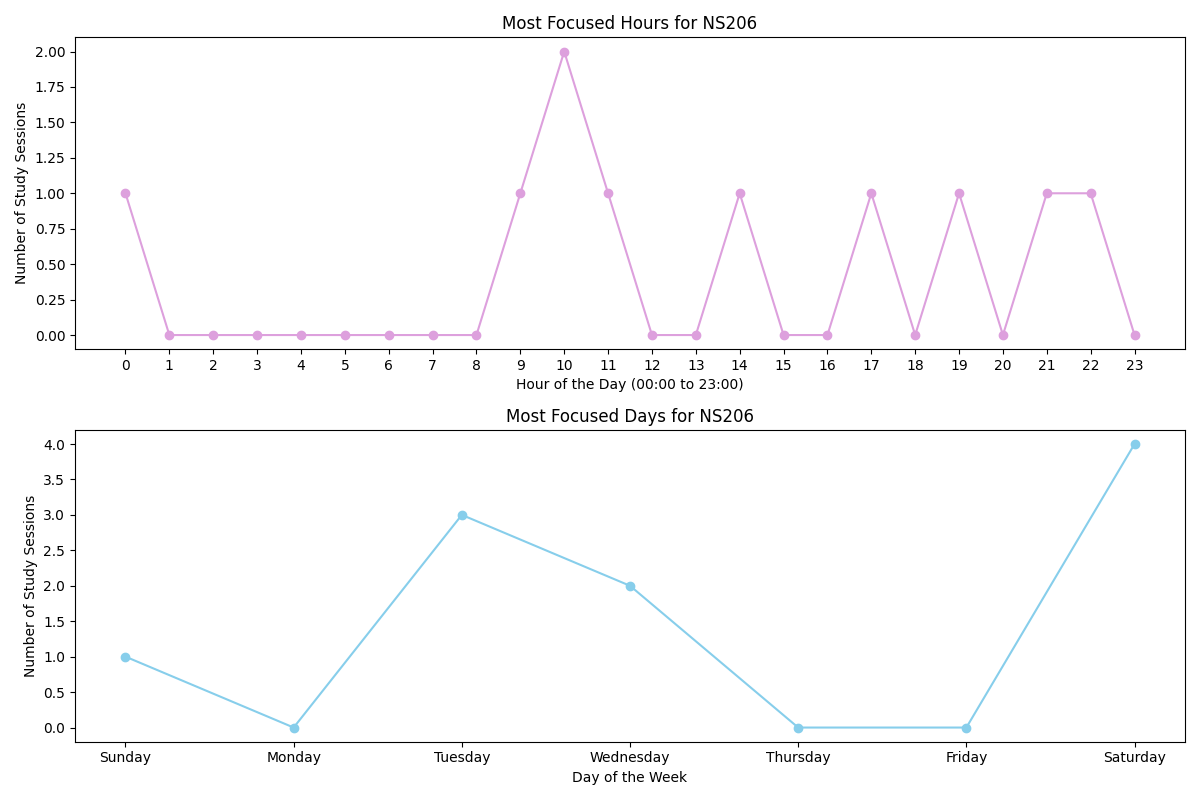 Most Focused Hours for NS206
Number of Study Sessions
2.00
1.75
1.50
1.25
1.00
0.75
0.50
0.25
0.00
0 1 2 3 4 5 6 7 8 9 10 11 12 13 14 15 16 17 18 19 20 21 22 23
Hour of the Day (00:00 to 23:00)
Most Focused Days for NS206
Number of Study Sessions
4.0
3.5
3.0
2.5
2.0
1.5
1.0
0.5
0.0
Sunday Monday Tuesday Wednesday Thursday Friday Saturday
Day of the Week